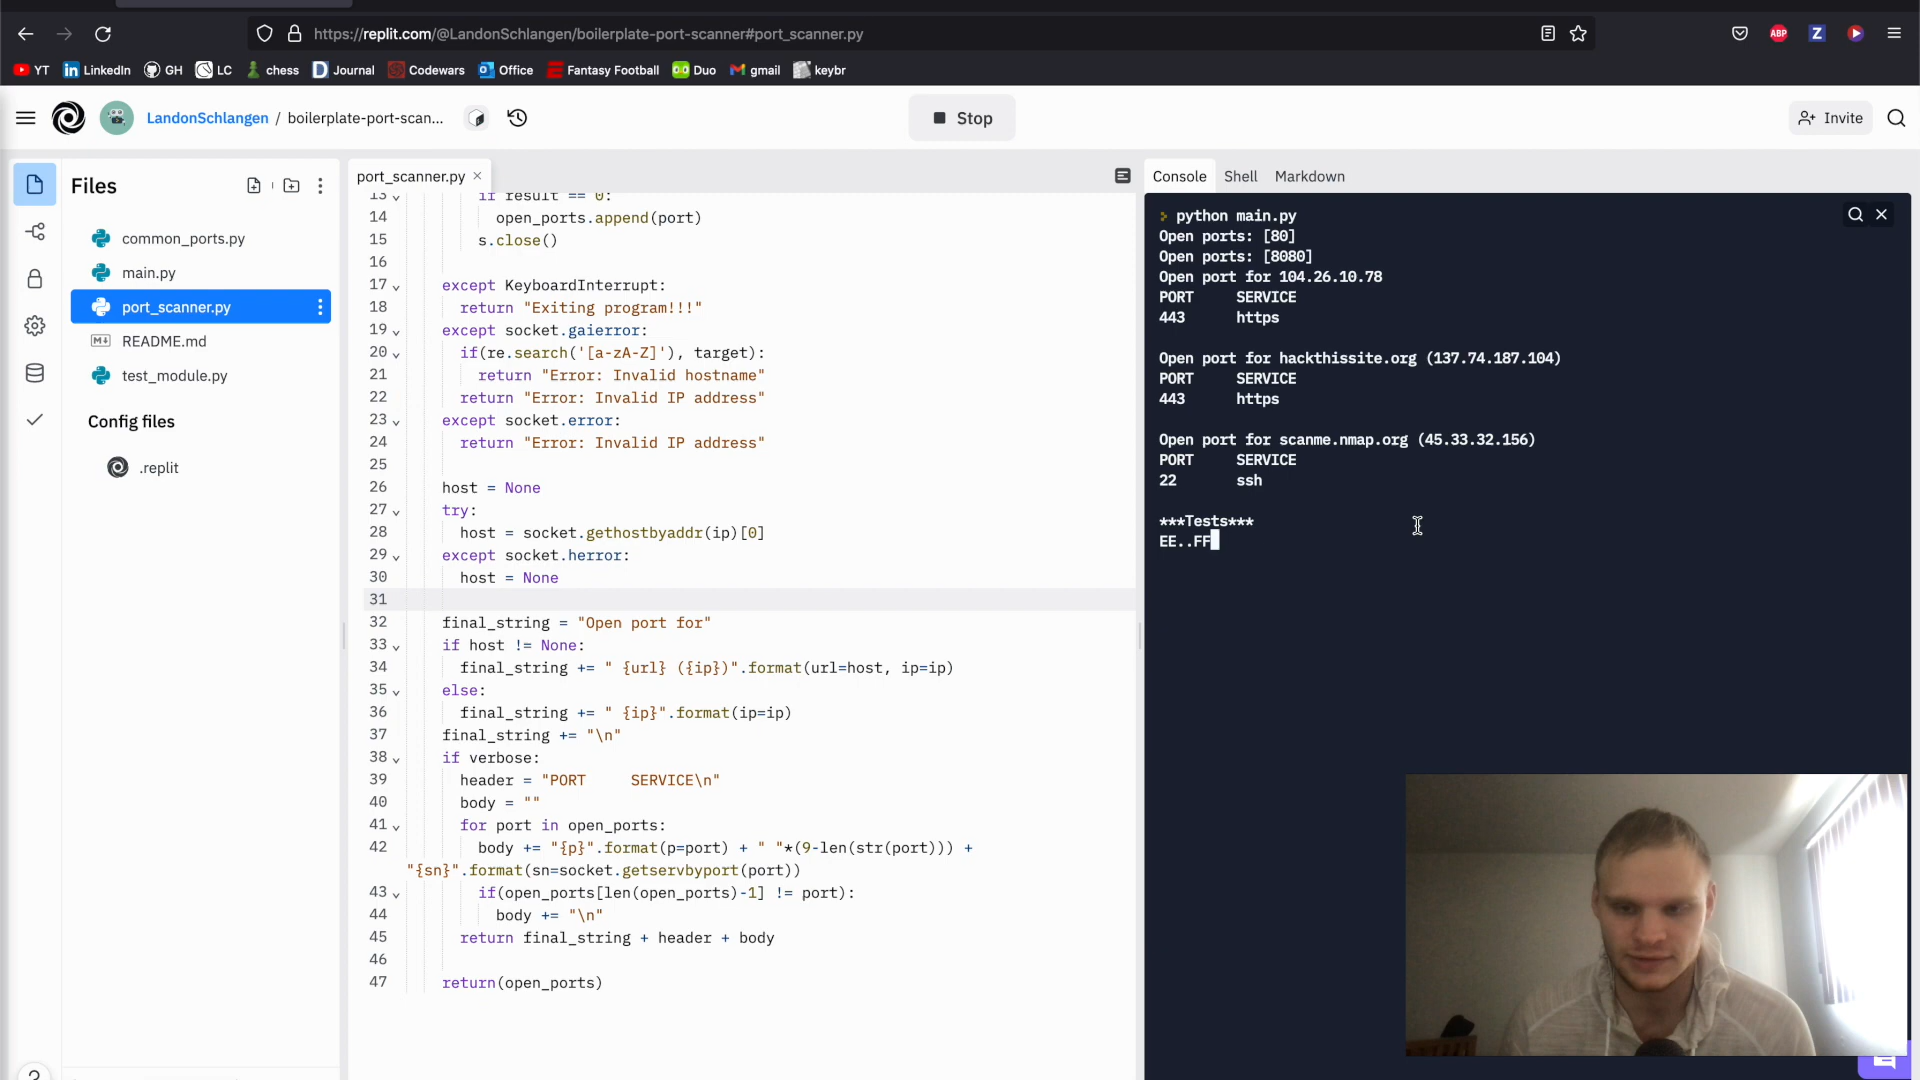 https://replit.com/@LandonSchlangen/boilerplate-port-scanner#port_scanner.py
ABP
Z
YT
LinkedIn
GH
LC
chess
Journal
Codewars
Office
Fantasy Football
Duo
gmail
keybr
LandonSchlangen / boilerplate-port-scan...
Stop
Invite
Files
common_ports.py
main.py
port_scanner.py
README.md
test_module.py
Config files
.replit
port_scanner.py
13 if result == 0:
14 open_ports.append(port)
15 s.close()
16
17 except KeyboardInterrupt:
18 return "Exiting program!!!"
19 except socket.gaierror:
20 if(re.search('[a-zA-Z]'), target):
21 return "Error: Invalid hostname"
22 return "Error: Invalid IP address"
23 except socket.error:
24 return "Error: Invalid IP address"
25
26 host = None
27 try:
28 host = socket.gethostbyaddr(ip)[0]
29 except socket.herror:
30 host = None
31
32 final_string = "Open port for"
33 if host != None:
34 final_string += " {url} ({ip})".format(url=host, ip=ip)
35 else:
36 final_string += " {ip}".format(ip=ip)
37 final_string += "\n"
38 if verbose:
39 header = "PORT     SERVICE\n"
40 body = ""
41 for port in open_ports:
42 body += "{p}".format(p=port) + " "*(9-len(str(port))) +
"{sn}".format(sn=socket.getservbyport(port))
43 if(open_ports[len(open_ports)-1] != port):
44 body += "\n"
45 return final_string + header + body
46
47 return(open_ports)
Console Shell Markdown
python main.py
Open ports: [80]
Open ports: [8080]
Open port for 104.26.10.78
PORT     SERVICE
443      https
Open port for hackthissite.org (137.74.187.104)
PORT     SERVICE
443      https
Open port for scanme.nmap.org (45.33.32.156)
PORT     SERVICE
22       ssh
***Tests***
EE..FF